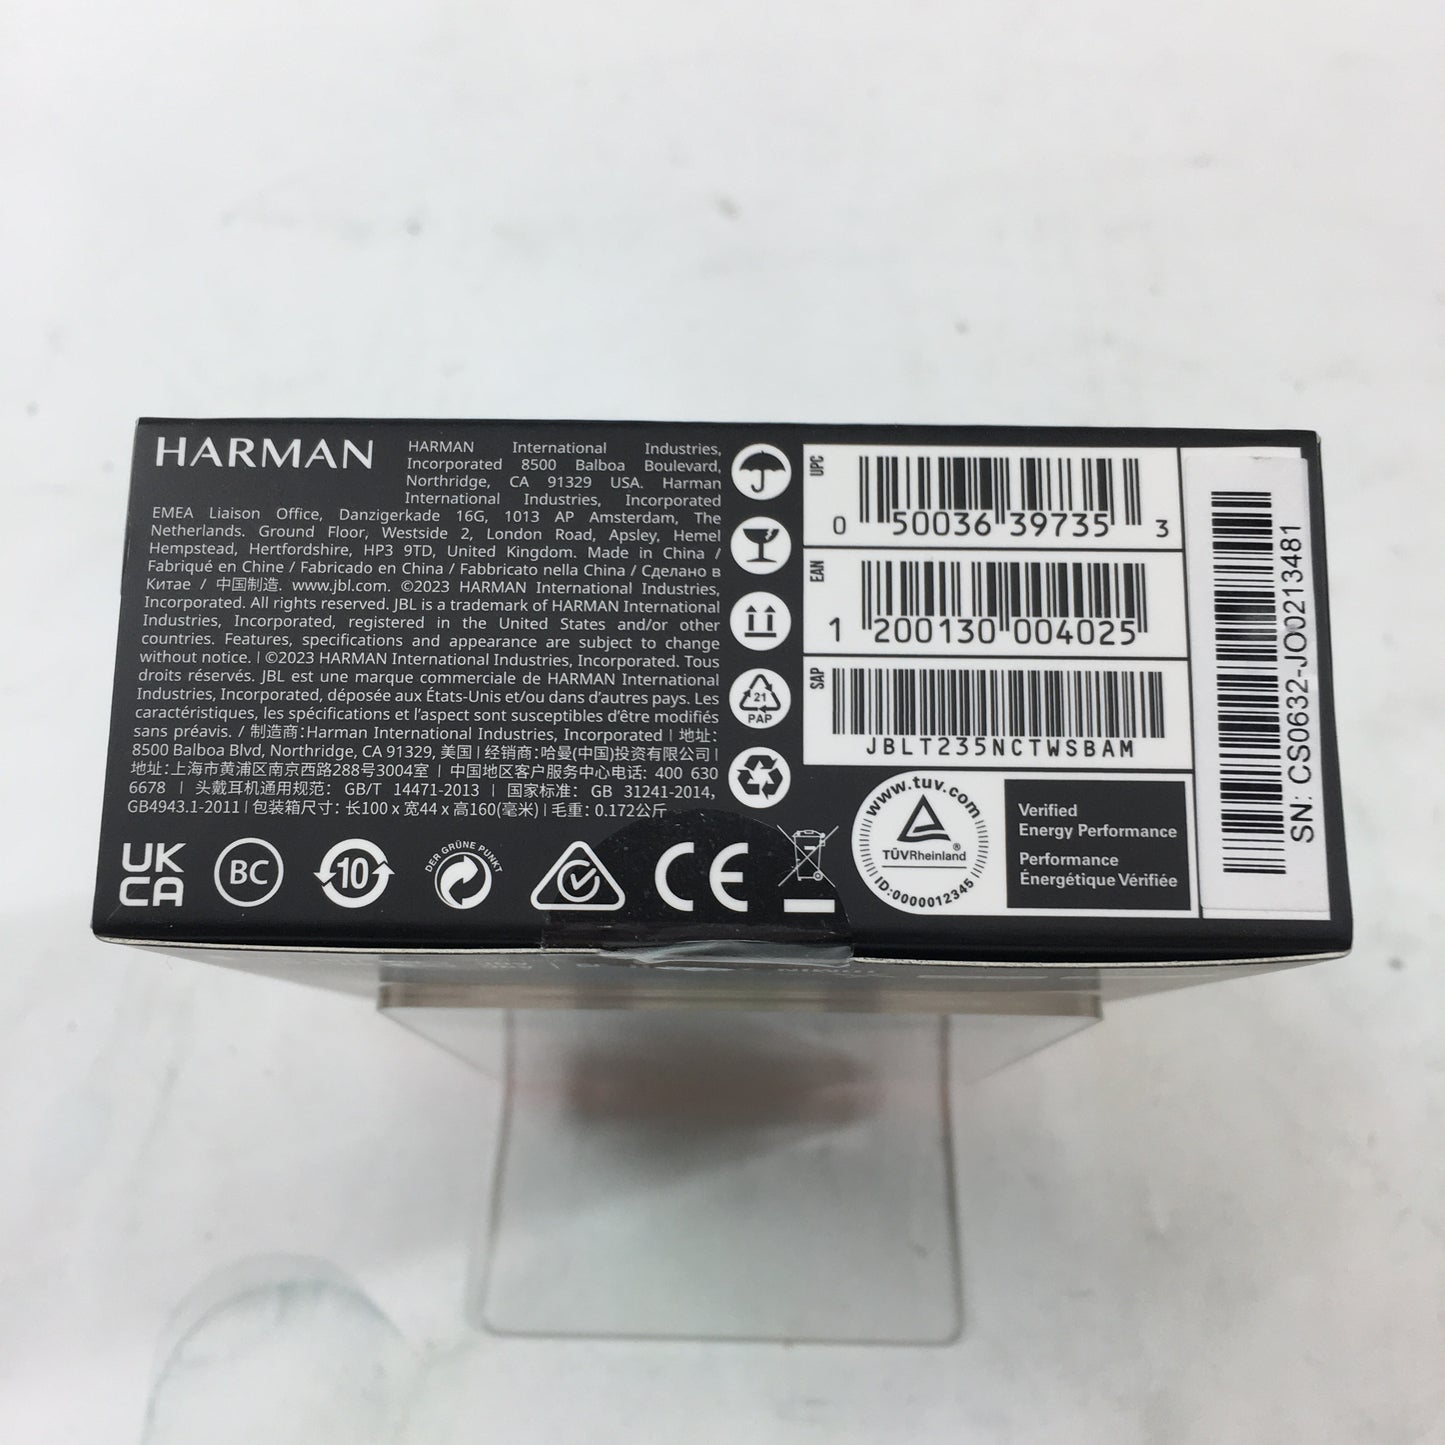 HARMAN
HARMAN International Industries,
Incorporated 8500 Balboa Boulevard,
Northridge, CA 91329 USA. Harman
International Industries, Incorporated
EMEA Liaison Office, Danzigerkade 16G, 1013 AP Amsterdam, The
Netherlands. Ground Floor, Westside 2, London Road, Apsley, Hemel
Hempstead, Hertfordshire, HP3 9TD, United Kingdom. Made in China /
Fabriqué en Chine / Fabricado en China / Fabbricato nella China / Сделано в
Китае / 中国制造. www.jbl.com. ©2023 HARMAN International Industries,
Incorporated. All rights reserved. JBL is a trademark of HARMAN International
Industries, Incorporated, registered in the United States and/or other
countries. Features, specifications and appearance are subject to change
without notice. | ©2023 HARMAN International Industries, Incorporated. Tous
droits réservés. JBL est une marque commerciale de HARMAN International
Industries, Incorporated, déposée aux États-Unis et/ou dans d'autres pays. Les
caractéristiques, les spécifications et l'aspect sont susceptibles d'être modifiés
sans préavis. / 制造商:Harman International Industries, Incorporated | 地址:
8500 Balboa Blvd, Northridge, CA 91329, 美国 | 经销商:哈曼(中国)投资有限公司 |
地址:上海市黄浦区南京西路288号3004室 | 中国地区客户服务中心电话: 400 630
6678 | 头戴耳机通用规范: GB/T 14471-2013 | 国家标准: GB 31241-2014,
GB4943.1-2011 | 包装箱尺寸: 长100 x 宽44 x 高160(毫米) | 毛重: 0.172公斤
UK
CA
BC
10
DER GRÜNE PUNKT
CE
21
PAP
UPC
0 50036 39735 3
EAN
1 200130 004025
SAP
JBLT235NCTWSBAM
www.tuv.com
TÜVRheinland®
ID:0000012345
Verified
Energy Performance
Performance
Énergétique Vérifiée
SN: CS0632-JO0213481